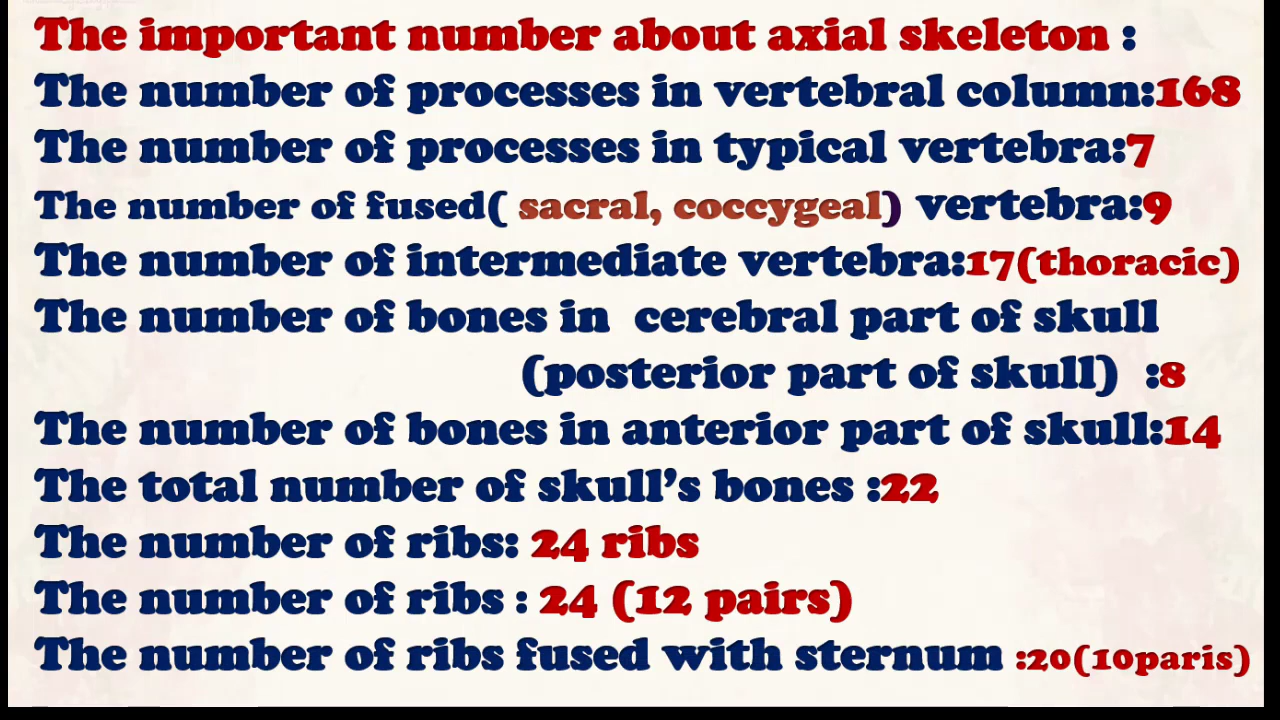 The important number about axial skeleton :
The number of processes in vertebral column:168
The number of processes in typical vertebra:7
The number of fused( sacral, coccygeal) vertebra:9
The number of intermediate vertebra:17(thoracic)
The number of bones in cerebral part of skull
(posterior part of skull) :8
The number of bones in anterior part of skull:14
The total number of skull’s bones :22
The number of ribs: 24 ribs
The number of ribs : 24 (12 pairs)
The number of ribs fused with sternum :20(10paris)